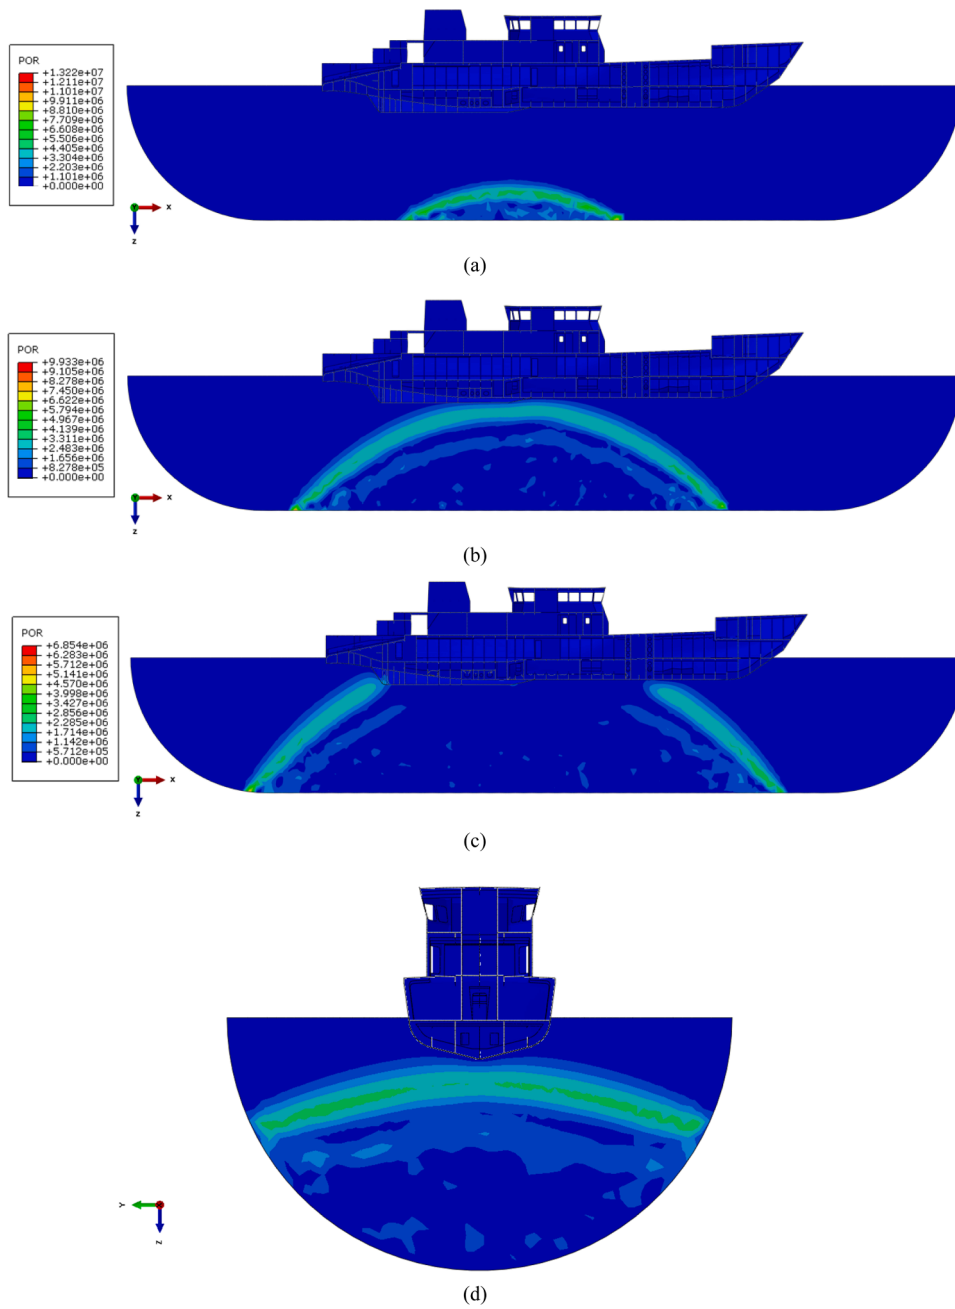 POR
+1.322e+07
+1.211e+07
+1.101e+07
+9.911e+06
+8.810e+06
+7.709e+06
+6.608e+06
+5.506e+06
+4.405e+06
+3.304e+06
+2.203e+06
+1.101e+06
+0.000e+00
Y
X
Z
(a)
POR
+9.933e+06
+9.105e+06
+8.278e+06
+7.450e+06
+6.622e+06
+5.794e+06
+4.967e+06
+4.139e+06
+3.311e+06
+2.483e+06
+1.656e+06
+8.278e+05
+0.000e+00
Y
X
Z
(b)
POR
+6.854e+06
+6.283e+06
+5.712e+06
+5.141e+06
+4.570e+06
+3.998e+06
+3.427e+06
+2.856e+06
+2.285e+06
+1.714e+06
+1.142e+06
+5.712e+05
+0.000e+00
Y
X
Z
(c)
Y
X
Z
(d)